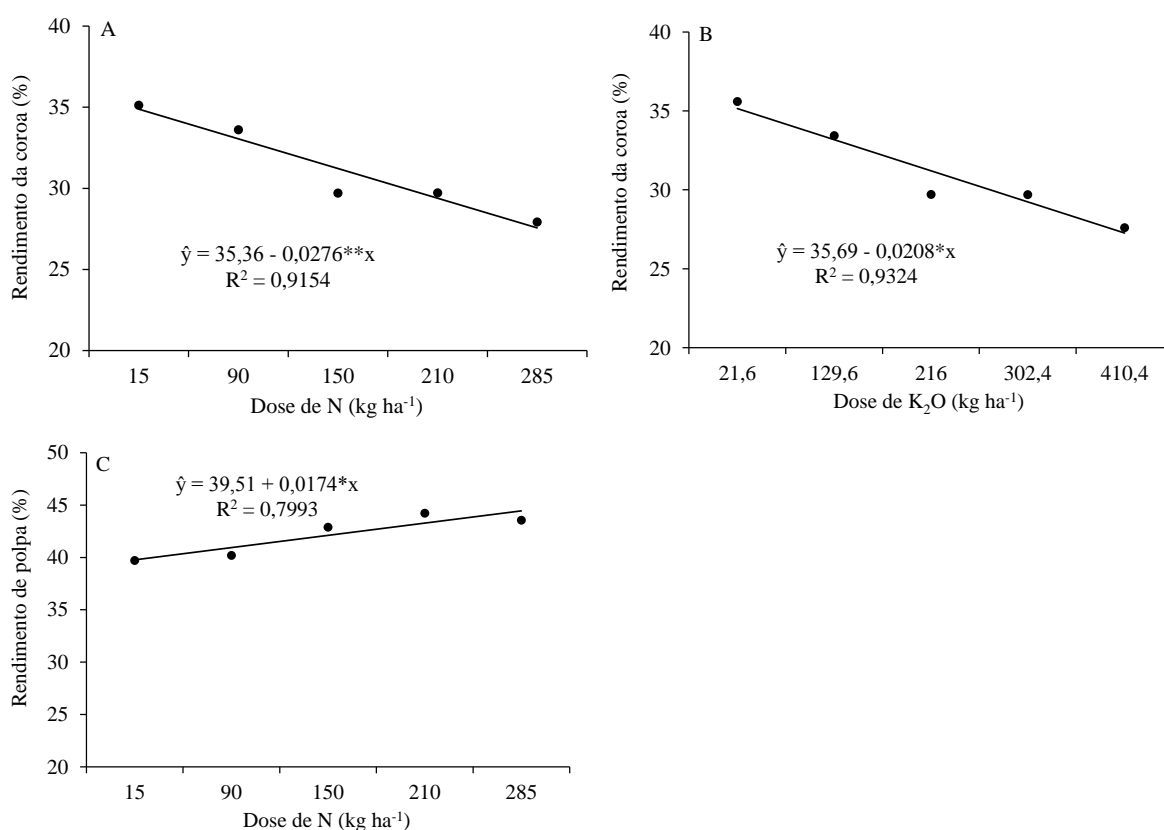 A
Rendimento da coroa (%)
40
35
30
25
20
ŷ = 35,36 - 0,0276**x
R² = 0,9154
15 90 150 210 285
Dose de N (kg ha⁻¹)
B
Rendimento da coroa (%)
40
35
30
25
20
ŷ = 35,69 - 0,0208*x
R² = 0,9324
21,6 129,6 216 302,4 410,4
Dose de K₂O (kg ha⁻¹)
C
Rendimento de polpa (%)
50
45
40
35
30
25
20
ŷ = 39,51 + 0,0174*x
R² = 0,7993
15 90 150 210 285
Dose de N (kg ha⁻¹)